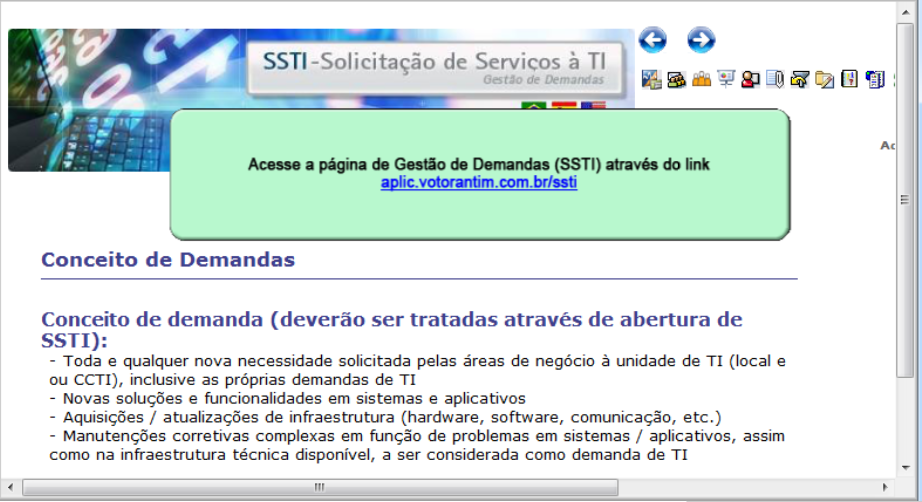 SSTI-Solicitação de Serviços à TI
Gestão de Demandas
Acesse a página de Gestão de Demandas (SSTI) através do link
aplic.votorantim.com.br/ssti
Conceito de Demandas
Conceito de demanda (deverão ser tratadas através de abertura de
SSTI):
- Toda e qualquer nova necessidade solicitada pelas áreas de negócio à unidade de TI (local e
ou CCTI), inclusive as próprias demandas de TI
- Novas soluções e funcionalidades em sistemas e aplicativos
- Aquisições / atualizações de infraestrutura (hardware, software, comunicação, etc.)
- Manutenções corretivas complexas em função de problemas em sistemas / aplicativos, assim
como na infraestrutura técnica disponível, a ser considerada como demanda de TI